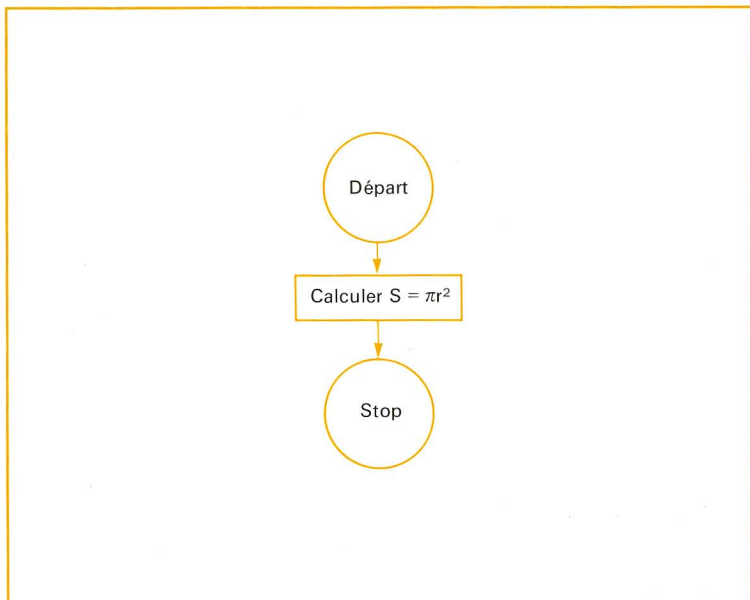 Départ
Calculer S = πr²
Stop